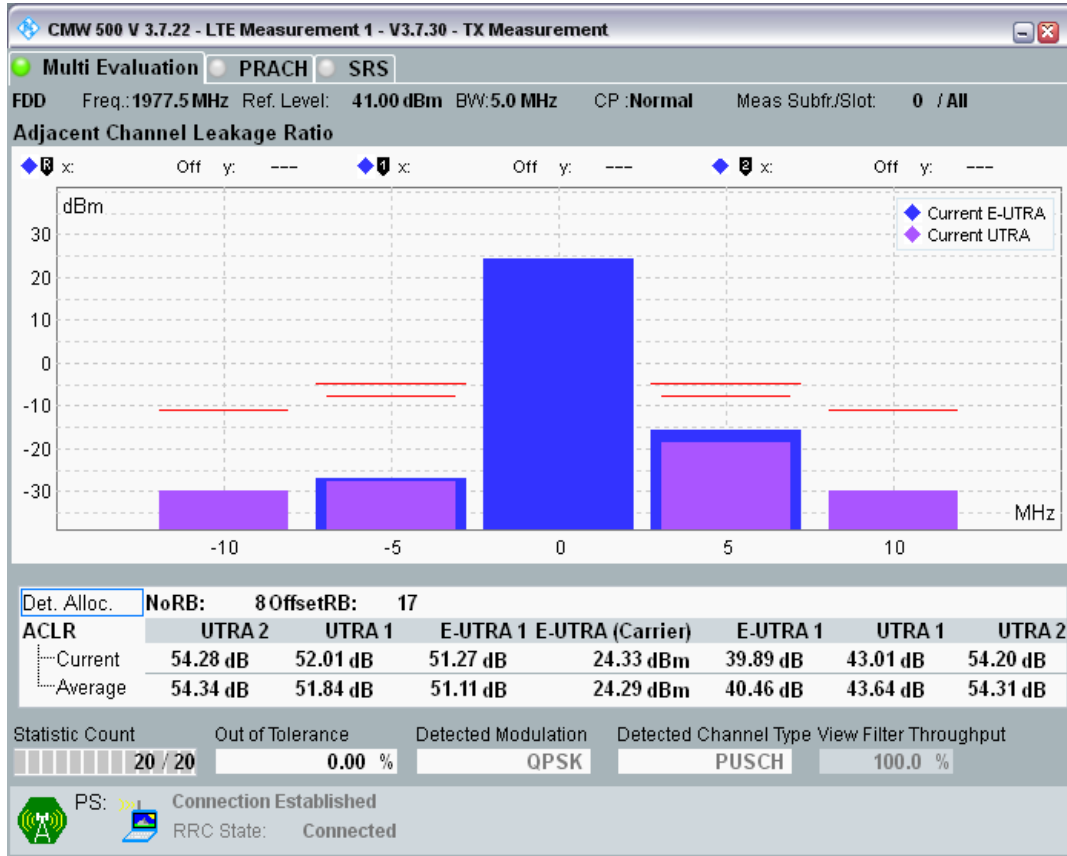 CMW 500 V 3.7.22 - LTE Measurement 1 - V3.7.30 - TX Measurement
Multi Evaluation PRACH SRS
FDD Freq.: 1977.5 MHz Ref. Level: 41.00 dBm BW: 5.0 MHz CP : Normal Meas Subfr./Slot: 0 / All
Adjacent Channel Leakage Ratio
R x: Off y: --- 1 x: Off y: --- 2 x: Off y: ---
dBm
Current E-UTRA
Current UTRA
30
20
10
0
-10
-20
-30
MHz
-10 -5 0 5 10
Det. Alloc. NoRB: 8 OffsetRB: 17
ACLR UTRA 2 UTRA 1 E-UTRA 1 E-UTRA (Carrier) E-UTRA 1 UTRA 1 UTRA 2
Current 54.28 dB 52.01 dB 51.27 dB 24.33 dBm 39.89 dB 43.01 dB 54.20 dB
Average 54.34 dB 51.84 dB 51.11 dB 24.29 dBm 40.46 dB 43.64 dB 54.31 dB
Statistic Count Out of Tolerance Detected Modulation Detected Channel Type View Filter Throughput
20 / 20 0.00 % QPSK PUSCH 100.0 %
PS: Connection Established
RRC State: Connected